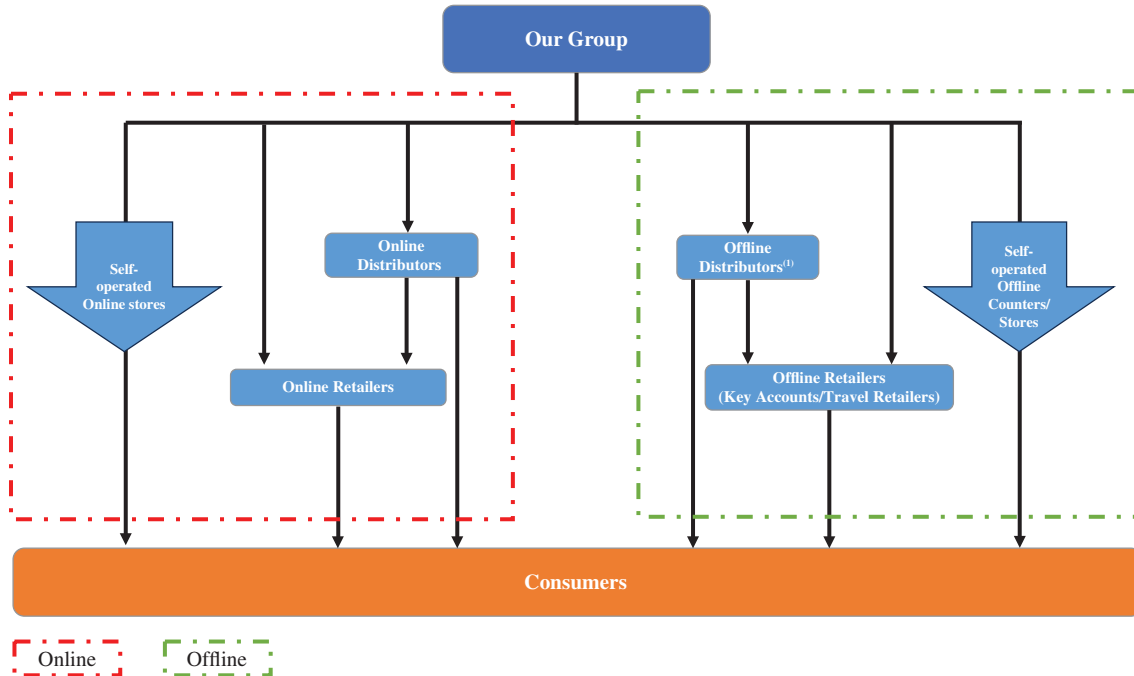 Our Group
Self-
operated
Online stores
Online
Distributors
Online Retailers
Offline
Distributors(1)
Offline Retailers
(Key Accounts/Travel Retailers)
Self-
operated
Offline
Counters/
Stores
Consumers
Online
Offline